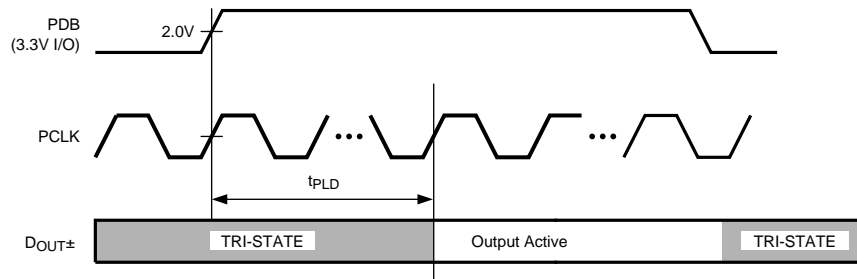 PDB
(3.3V I/O)
2.0V
PCLK
tPLD
DOUT±
TRI-STATE
Output Active
TRI-STATE